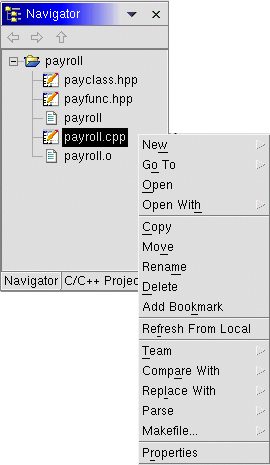 Navigator
payroll
payclass.hpp
payfunc.hpp
payroll
payroll.cpp
payroll.o
Navigator C/C++ Projec
New
Go To
Open
Open With
Copy
Move
Rename
Delete
Add Bookmark
Refresh From Local
Team
Compare With
Replace With
Parse
Makefile...
Properties